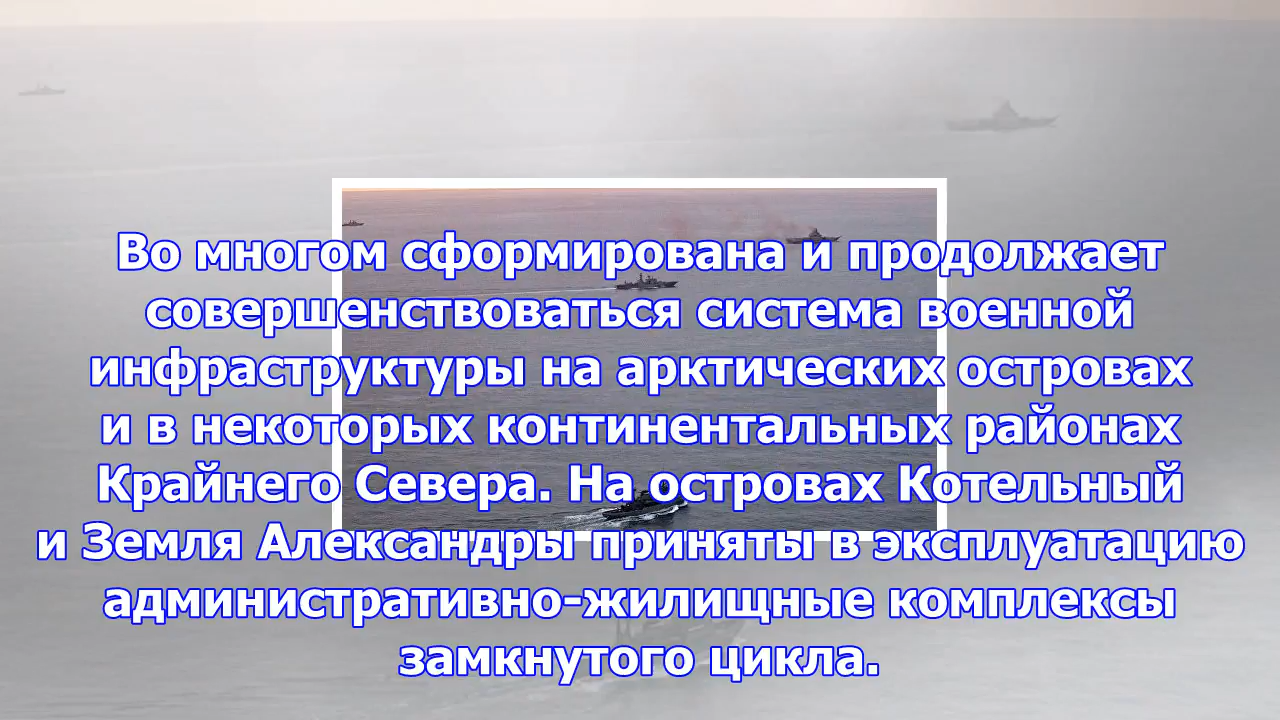 Во многом сформирована и продолжает
совершенствоваться система военной
инфраструктуры на арктических островах
и в некоторых континентальных районах
Крайнего Севера. На островах Котельный
и Земля Александры приняты в эксплуатацию
административно-жилищные комплексы
замкнутого цикла.